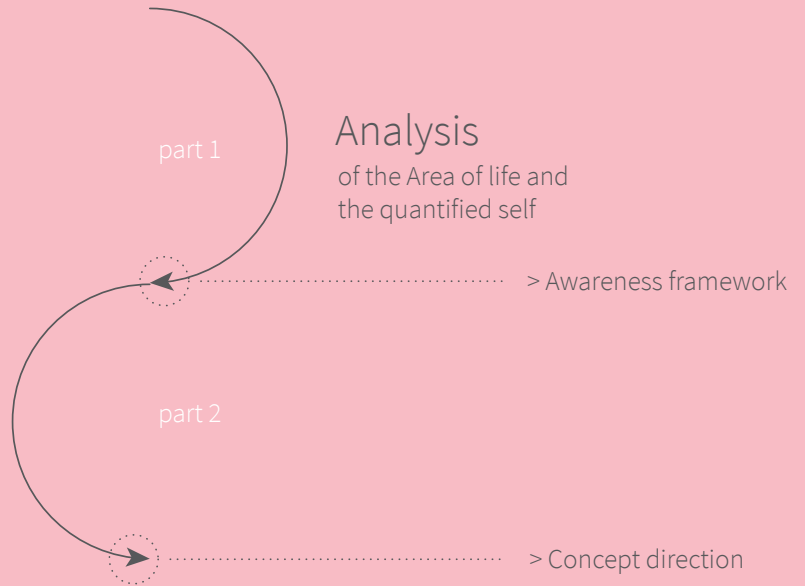 part 1
Analysis
of the Area of life and
the quantified self
> Awareness framework
part 2
> Concept direction